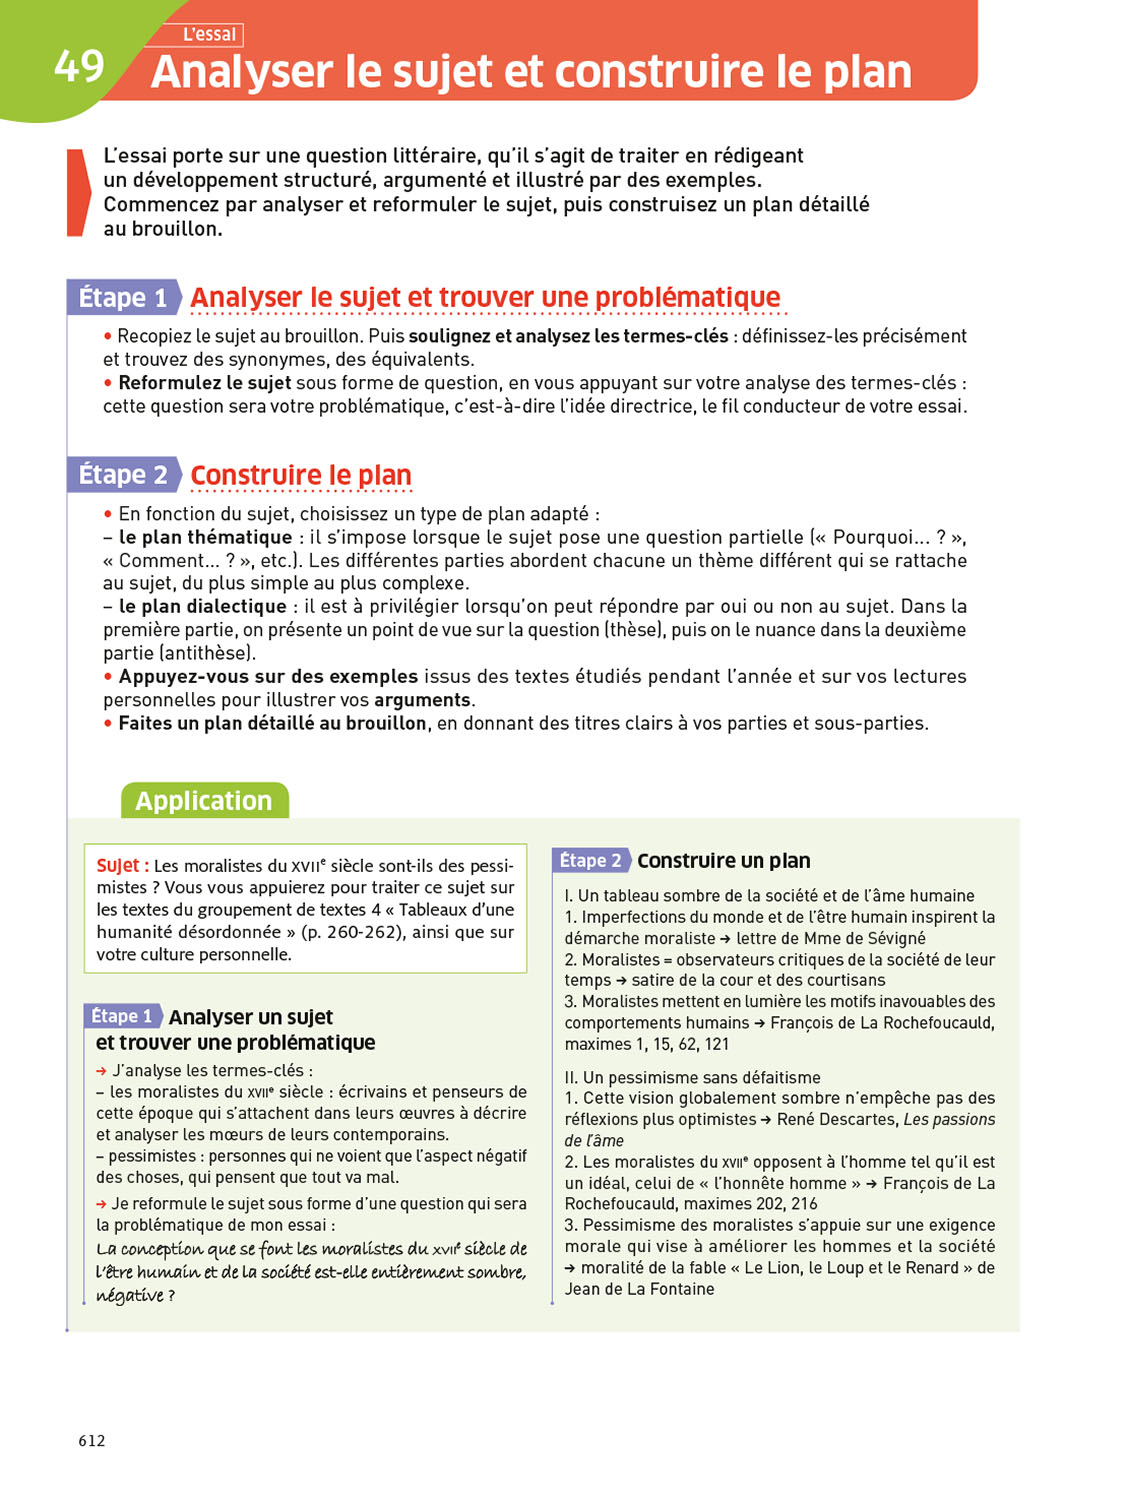 L'essai
49
Analyser le sujet et construire le plan
L'essai porte sur une question littéraire, qu'il s'agit de traiter en rédigeant
un développement structuré, argumenté et illustré par des exemples.
Commencez par analyser et reformuler le sujet, puis construisez un plan détaillé
au brouillon.
Étape 1 Analyser le sujet et trouver une problématique
• Recopiez le sujet au brouillon. Puis soulignez et analysez les termes-clés : définissez-les précisément
et trouvez des synonymes, des équivalents.
• Reformulez le sujet sous forme de question, en vous appuyant sur votre analyse des termes-clés :
cette question sera votre problématique, c'est-à-dire l'idée directrice, le fil conducteur de votre essai.
Étape 2 Construire le plan
• En fonction du sujet, choisissez un type de plan adapté :
– le plan thématique : il s'impose lorsque le sujet pose une question partielle (« Pourquoi... ? »,
« Comment... ? », etc.). Les différentes parties abordent chacune un thème différent qui se rattache
au sujet, du plus simple au plus complexe.
– le plan dialectique : il est à privilégier lorsqu'on peut répondre par oui ou non au sujet. Dans la
première partie, on présente un point de vue sur la question (thèse), puis on le nuance dans la deuxième
partie (antithèse).
• Appuyez-vous sur des exemples issus des textes étudiés pendant l'année et sur vos lectures
personnelles pour illustrer vos arguments.
• Faites un plan détaillé au brouillon, en donnant des titres clairs à vos parties et sous-parties.
Application
Sujet : Les moralistes du XVIIe siècle sont-ils des pessi-
mistes ? Vous vous appuierez pour traiter ce sujet sur
les textes du groupement de textes 4 « Tableaux d'une
humanité désordonnée » (p. 260-262), ainsi que sur
votre culture personnelle.
Étape 1 Analyser un sujet
et trouver une problématique
→ J'analyse les termes-clés :
– les moralistes du XVIIe siècle : écrivains et penseurs de
cette époque qui s'attachent dans leurs œuvres à décrire
et analyser les mœurs de leurs contemporains.
– pessimistes : personnes qui ne voient que l'aspect négatif
des choses, qui pensent que tout va mal.
→ Je reformule le sujet sous forme d'une question qui sera
la problématique de mon essai :
La conception que se font les moralistes du XVIIe siècle de
l'être humain et de la société est-elle entièrement sombre,
négative ?
Étape 2 Construire un plan
I. Un tableau sombre de la société et de l'âme humaine
1. Imperfections du monde et de l'être humain inspirent la
démarche moraliste → lettre de Mme de Sévigné
2. Moralistes = observateurs critiques de la société de leur
temps → satire de la cour et des courtisans
3. Moralistes mettent en lumière les motifs inavouables des
comportements humains → François de La Rochefoucauld,
maximes 1, 15, 62, 121
II. Un pessimisme sans défaitisme
1. Cette vision globalement sombre n'empêche pas des
réflexions plus optimistes → René Descartes, Les passions
de l'âme
2. Les moralistes du XVIIe opposent à l'homme tel qu'il est
un idéal, celui de « l'honnête homme » → François de La
Rochefoucauld, maximes 202, 216
3. Pessimisme des moralistes s'appuie sur une exigence
morale qui vise à améliorer les hommes et la société
→ moralité de la fable « Le Lion, le Loup et le Renard » de
Jean de La Fontaine
612